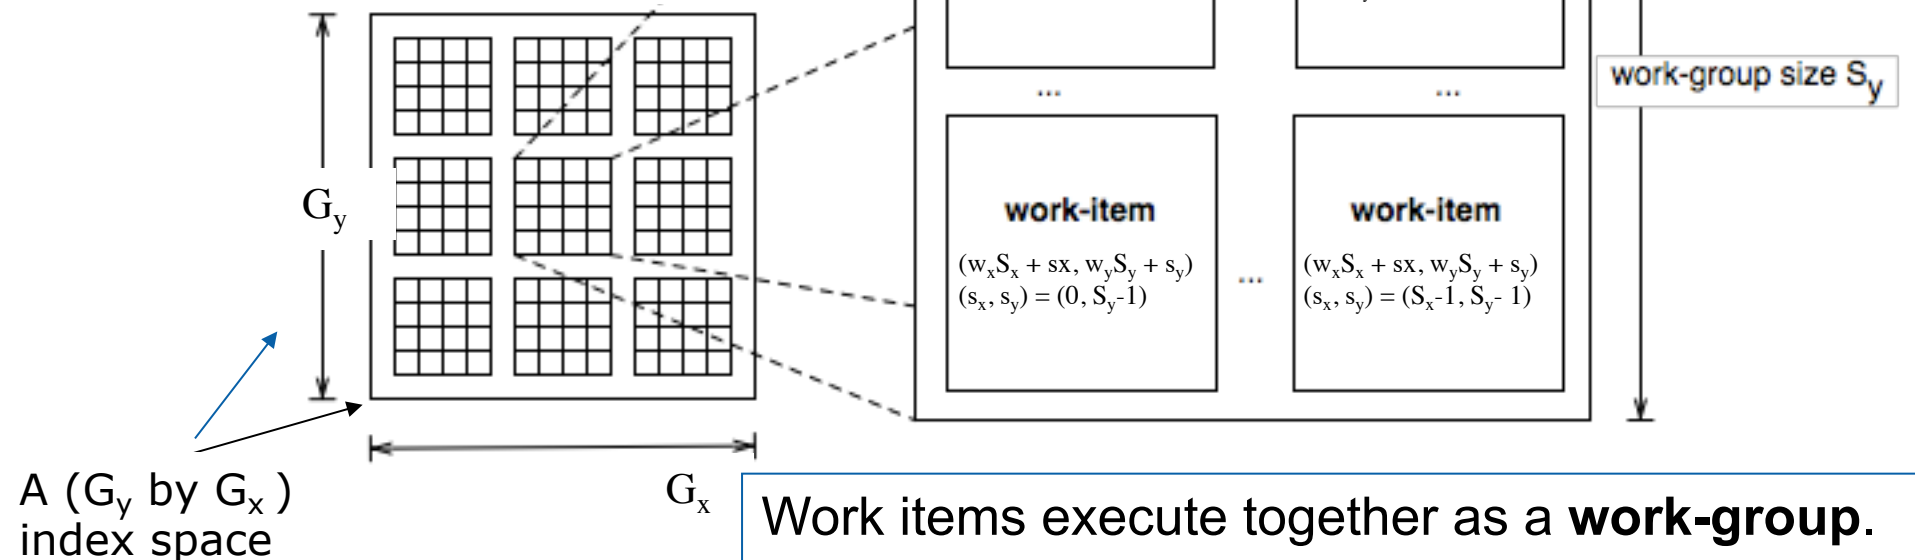 ... ...
work-group size Sy
Gy
work-item work-item
(wxSx + sx, wySy + sy) (wxSx + sx, wySy + sy)
(sx, sy) = (0, Sy-1) ... (sx, sy) = (Sx-1, Sy- 1)
A (Gy by Gx )
index space
Gx
Work items execute together as a work-group.